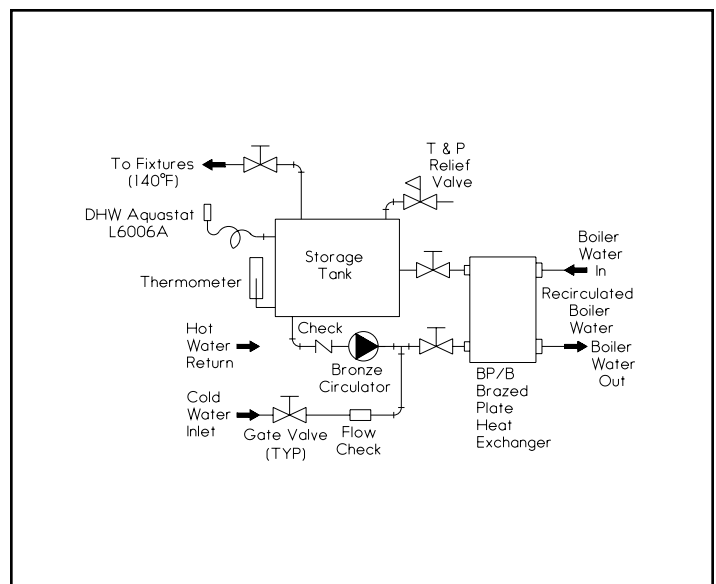 To Fixtures
(140°F)
T & P
Relief
Valve
DHW Aquastat
L6006A
Storage
Tank
Thermometer
Boiler
Water
In
Recirculated
Boiler
Water
Boiler
Water
Out
Hot
Water
Return
Check
Bronze
Circulator
BP/B
Brazed
Plate
Heat
Exchanger
Cold
Water
Inlet
Gate Valve
(TYP)
Flow
Check